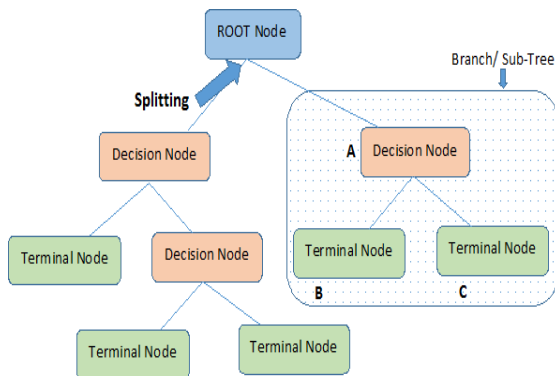 ROOT Node
Branch/ Sub-Tree
Splitting
Decision Node
A
Decision Node
Terminal Node
Decision Node
Terminal Node
Terminal Node
B
C
Terminal Node
Terminal Node